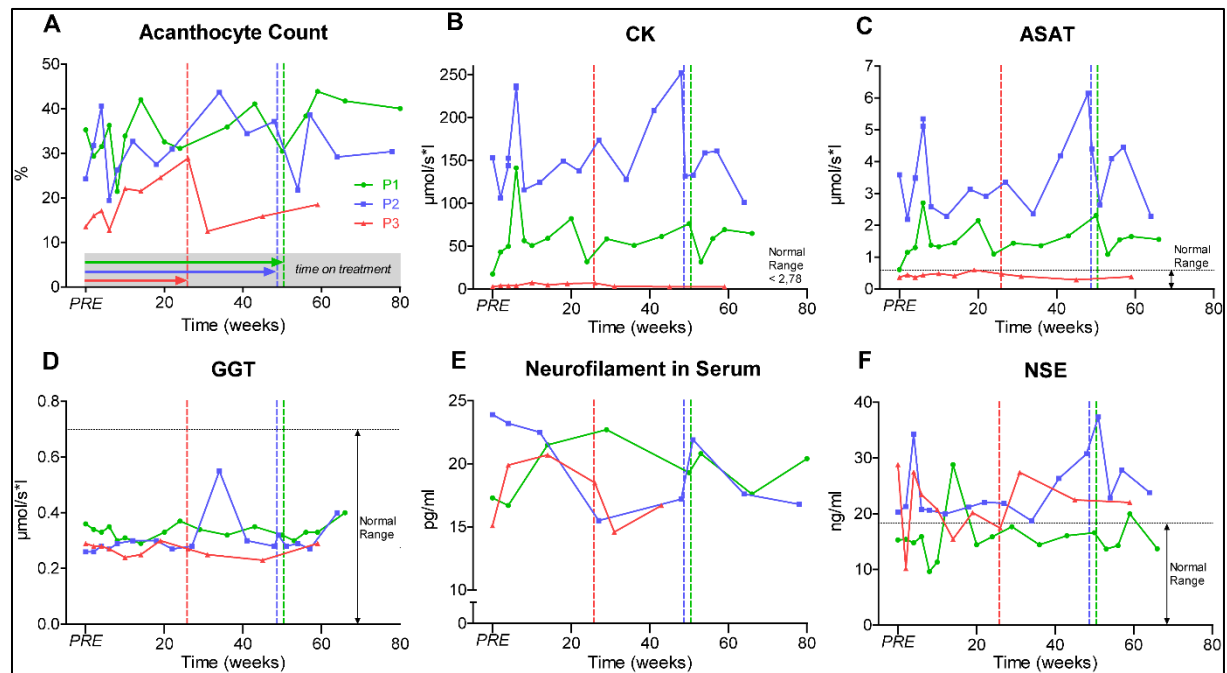 A
Acanthocyte Count
50
40
30
20
10
0
%
P1
P2
P3
time on treatment
PRE 20 40 60 80
Time (weeks)
B
CK
250
200
150
100
50
0
µmol/s*l
Normal
Range
< 2,78
PRE 20 40 60 80
Time (weeks)
C
ASAT
7
6
5
4
3
2
1
0
µmol/s*l
Normal
Range
PRE 20 40 60 80
Time (weeks)
D
GGT
0.8
0.6
0.4
0.2
0.0
µmol/s*l
Normal
Range
PRE 20 40 60 80
Time (weeks)
E
Neurofilament in Serum
25
20
15
10
0
pg/ml
PRE 20 40 60 80
Time (weeks)
F
NSE
40
30
20
10
0
ng/ml
Normal
Range
PRE 20 40 60 80
Time (weeks)